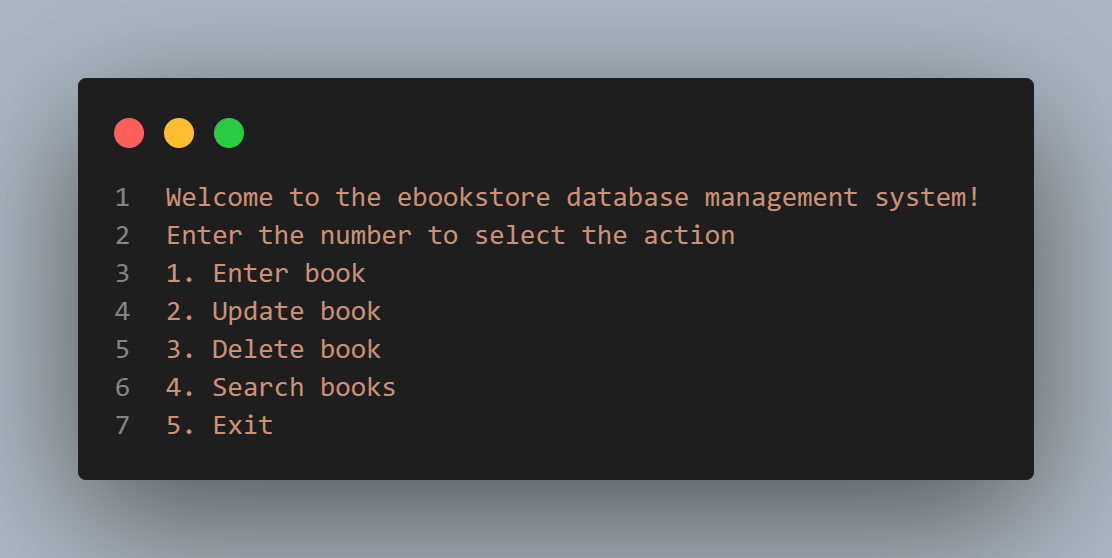 1 Welcome to the ebookstore database management system!
2 Enter the number to select the action
3 1. Enter book
4 2. Update book
5 3. Delete book
6 4. Search books
7 5. Exit